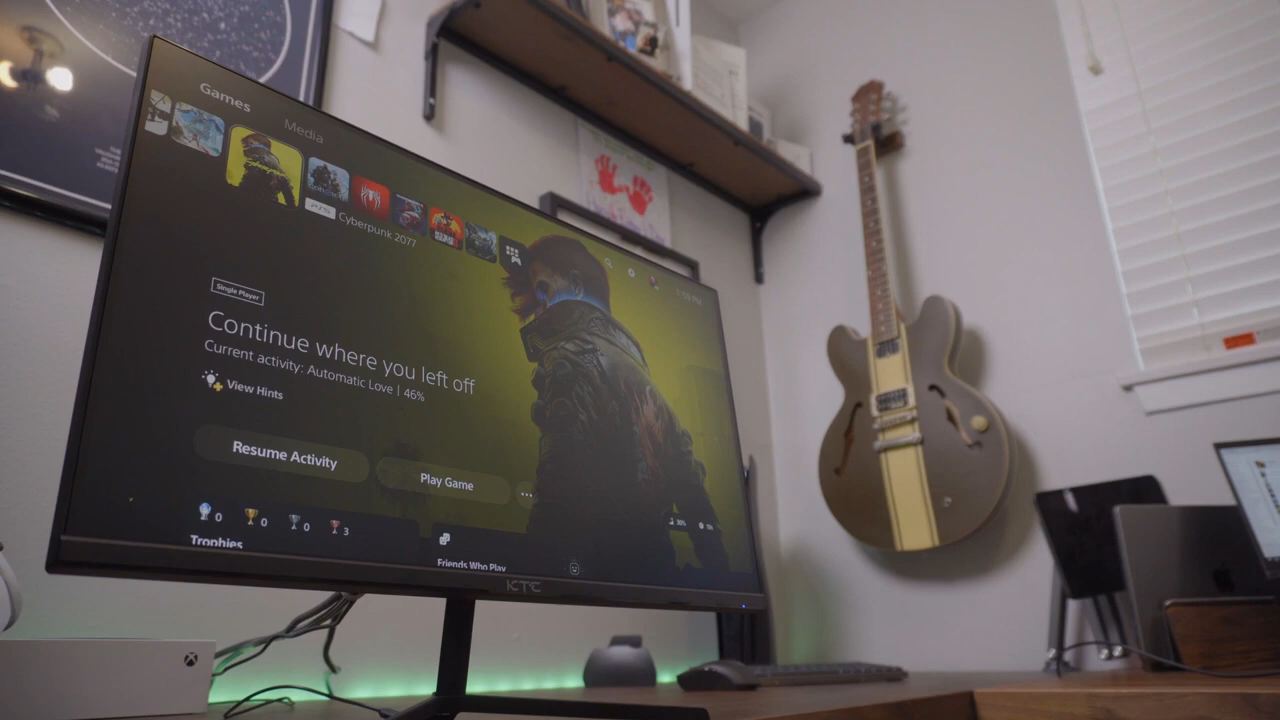 Games
Media
PS5
Cyberpunk 2077
Single Player
Continue where you left off
Current activity: Automatic Love | 46%
View Hints
Resume Activity
Play Game
0
0
0
3
Trophies
Friends Who Play
KTC